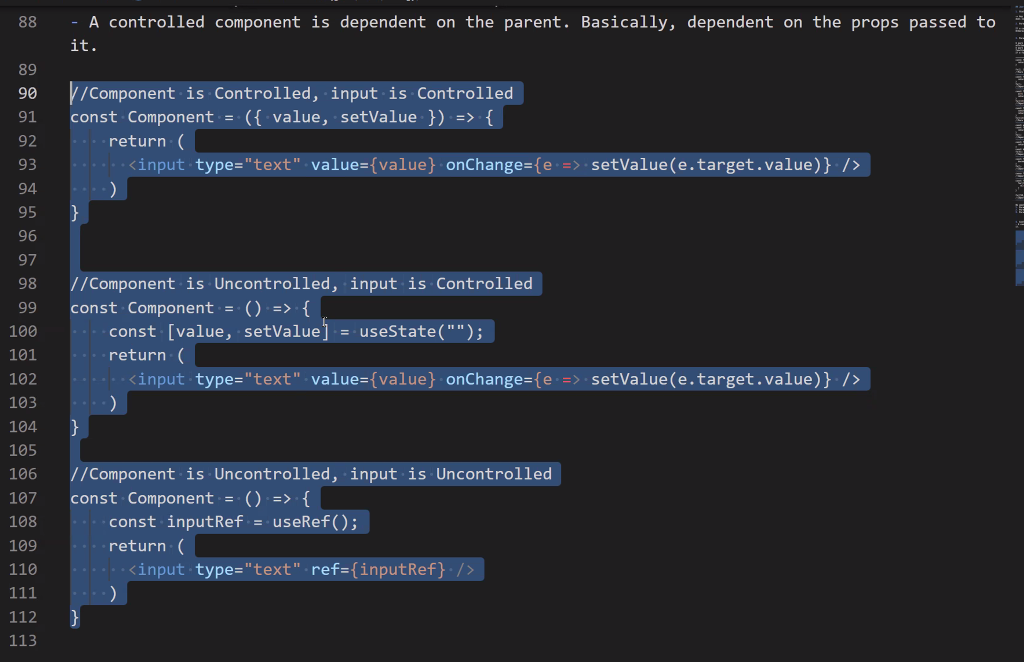 88 - A controlled component is dependent on the parent. Basically, dependent on the props passed to
it.
89
90 //Component is Controlled, input is Controlled
91 const Component = ({ value, setValue }) => {
92     return (
93       <input type="text" value={value} onChange={e => setValue(e.target.value)} />
94     )
95 }
96
97
98 //Component is Uncontrolled, input is Controlled
99 const Component = () => {
100     const [value, setValue] = useState("");
101     return (
102       <input type="text" value={value} onChange={e => setValue(e.target.value)} />
103     )
104 }
105
106 //Component is Uncontrolled, input is Uncontrolled
107 const Component = () => {
108     const inputRef = useRef();
109     return (
110       <input type="text" ref={inputRef} />
111     )
112 }
113